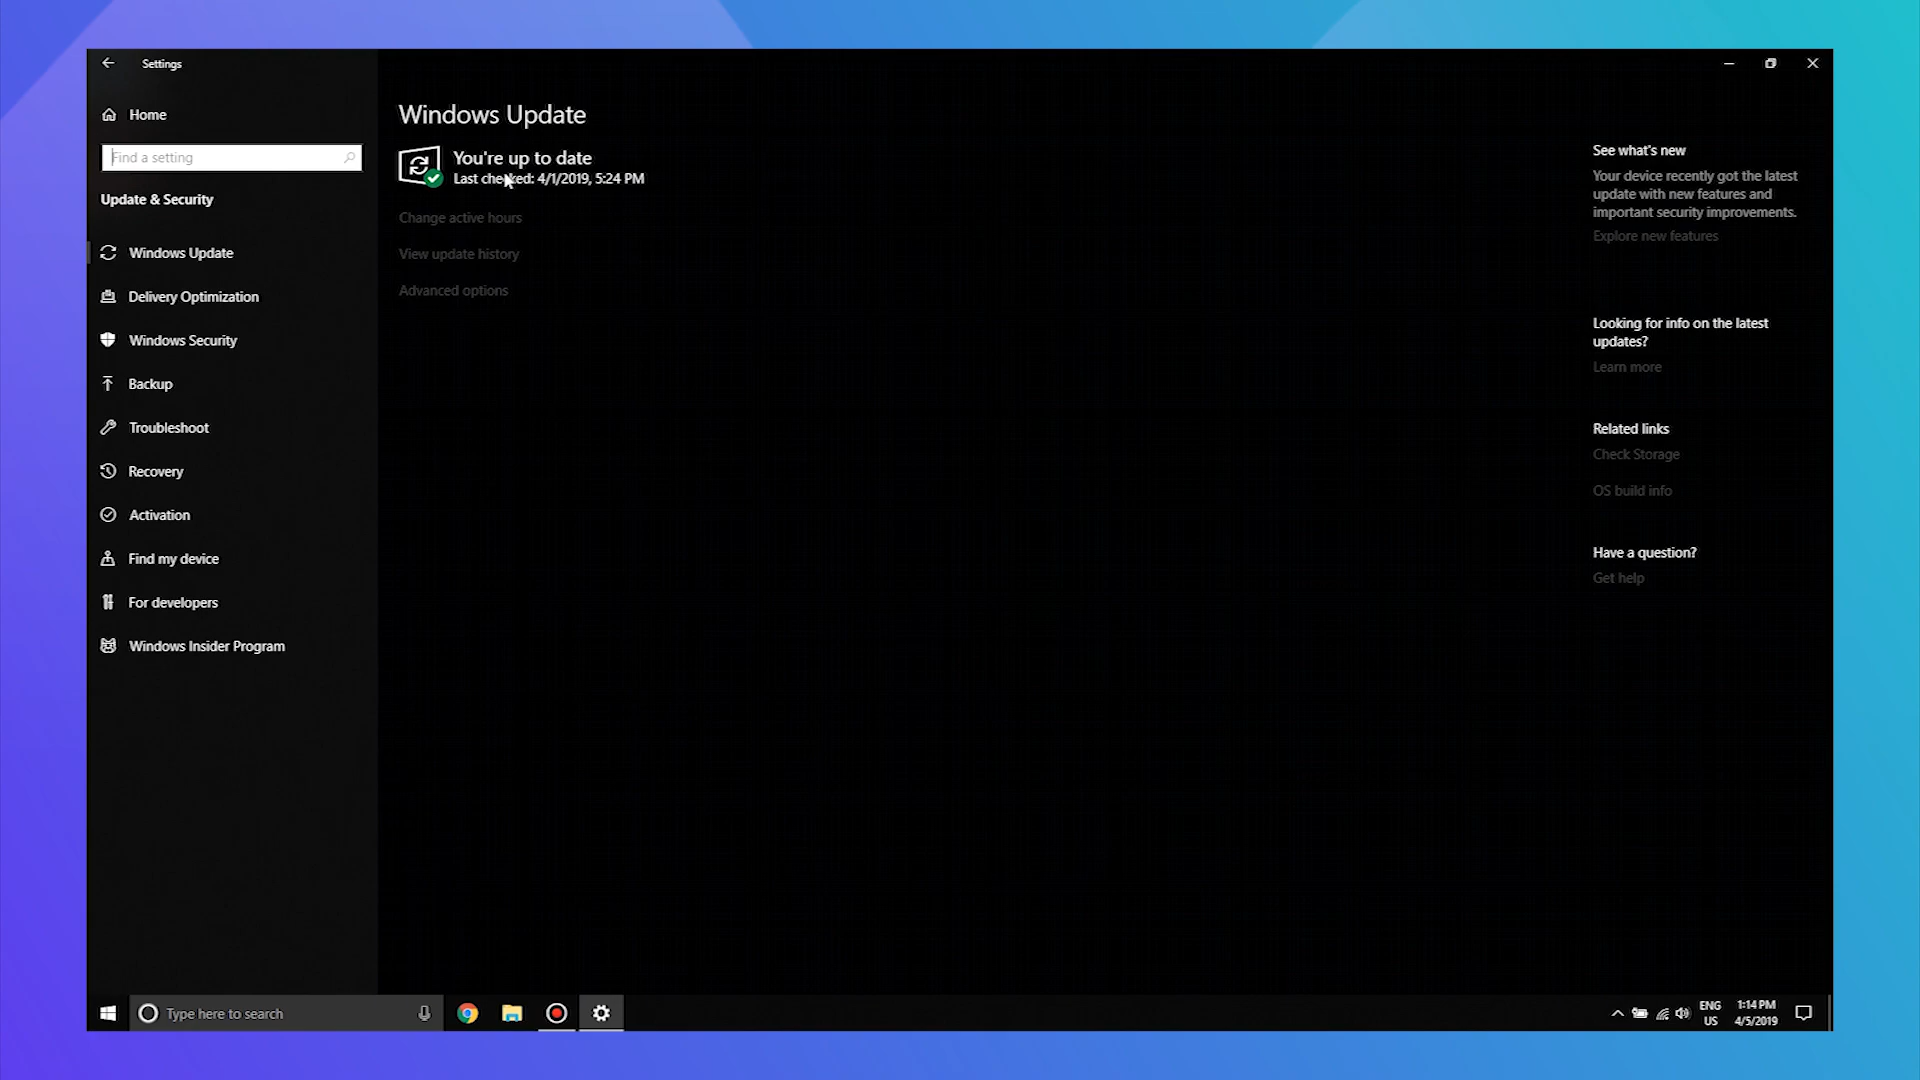 Settings
Home
Find a setting
Update & Security
Windows Update
Delivery Optimization
Windows Security
Backup
Troubleshoot
Recovery
Activation
Find my device
For developers
Windows Insider Program
Windows Update
You're up to date
Last checked: 4/1/2019, 5:24 PM
Change active hours
View update history
Advanced options
See what's new
Your device recently got the latest
update with new features and
important security improvements.
Explore new features
Looking for info on the latest
updates?
Learn more
Related links
Check Storage
OS build info
Have a question?
Get help
Type here to search
ENG
US
1:14 PM
4/5/2019